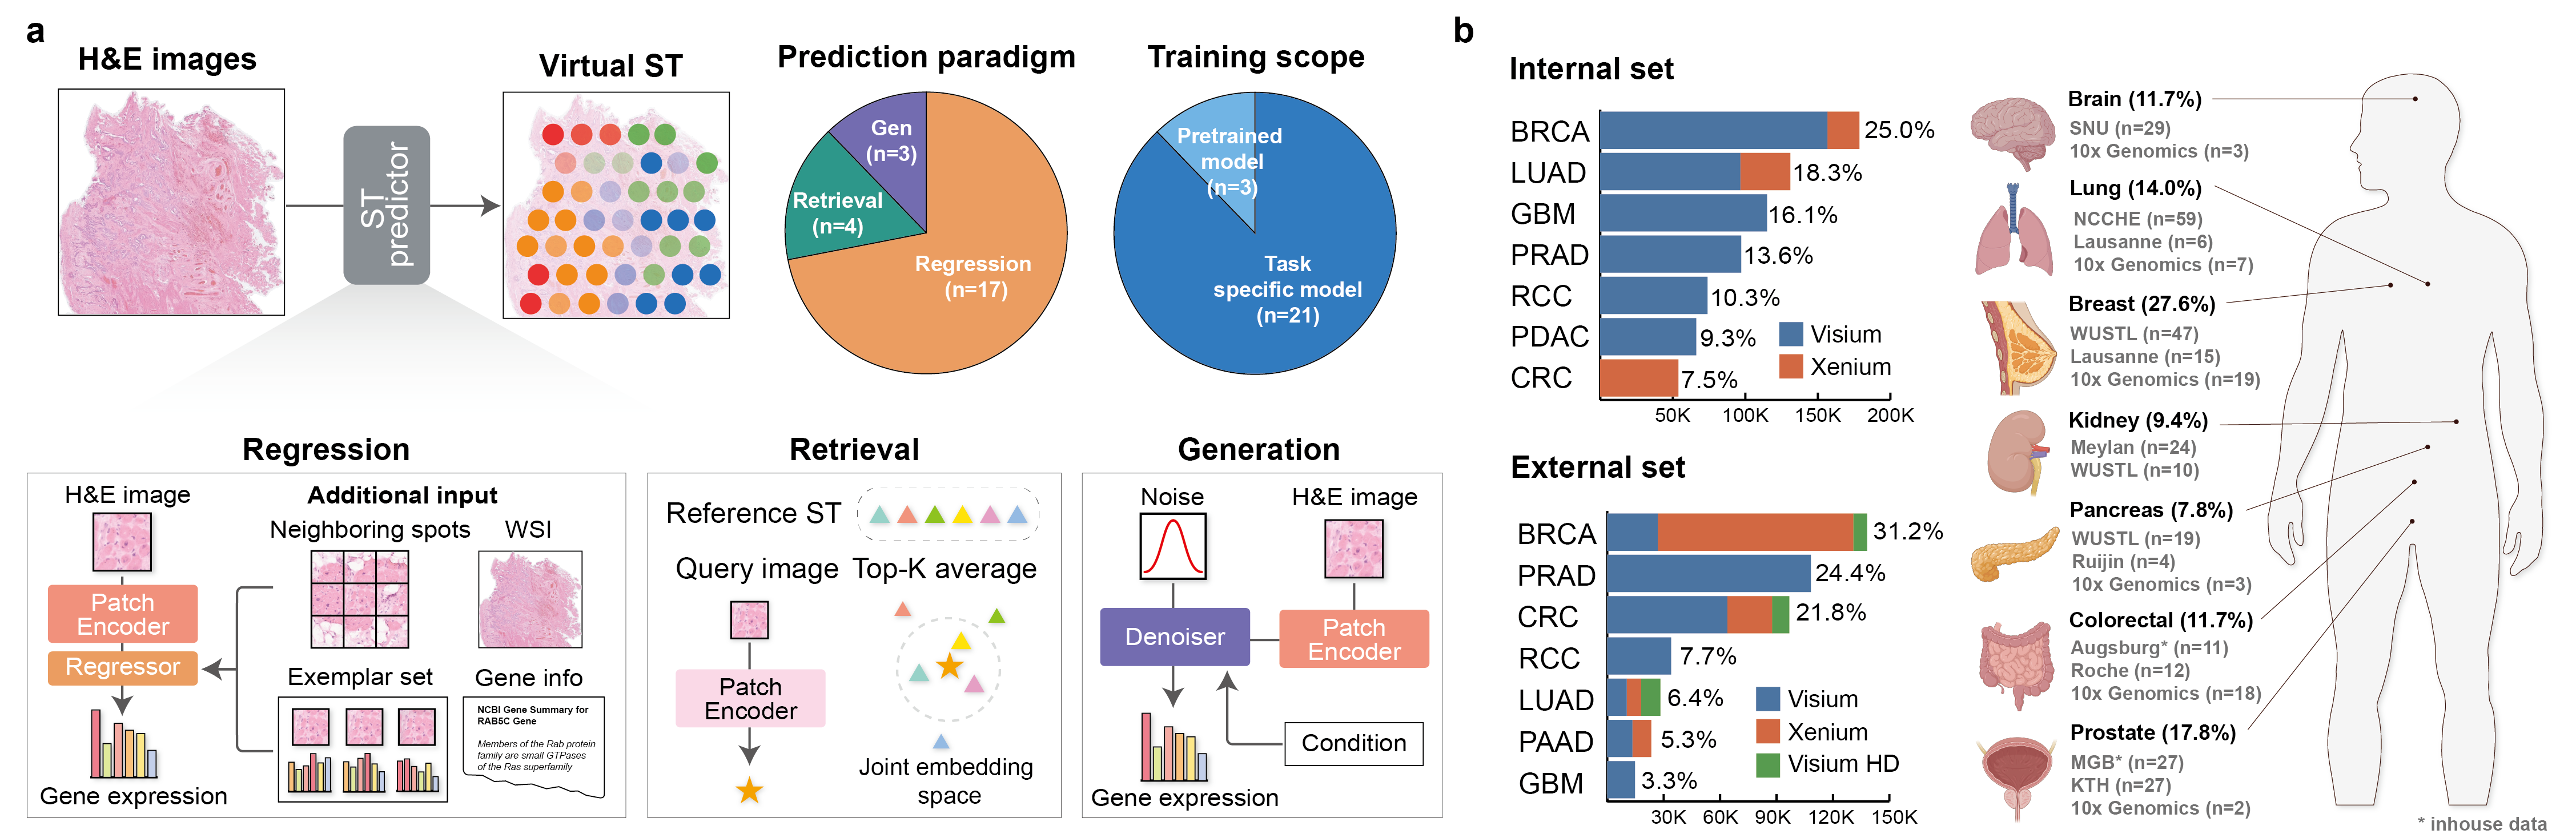 a
H&E images
Virtual ST
Prediction paradigm
Training scope
ST
predictor
Gen
(n=3)
Retrieval
(n=4)
Regression
(n=17)
Pretrained
model
(n=3)
Task
specific model
(n=21)
Regression
H&E image
Patch
Encoder
Regressor
Gene expression
Additional input
Neighboring spots
WSI
Exemplar set
Gene info
NCBI Gene Summary for
RAB5C Gene
Members of the Rab protein
family are small GTPases
of the Ras superfamily
Retrieval
Reference ST
Query image
Top-K average
Patch
Encoder
Joint embedding
space
Generation
Noise
H&E image
Denoiser
Patch
Encoder
Condition
Gene expression
b
Internal set
BRCA 25.0%
LUAD 18.3%
GBM 16.1%
PRAD 13.6%
RCC 10.3%
PDAC 9.3%
CRC 7.5%
Visium
Xenium
50K 100K 150K 200K
External set
BRCA 31.2%
PRAD 24.4%
CRC 21.8%
RCC 7.7%
LUAD 6.4%
PAAD 5.3%
GBM 3.3%
Visium
Xenium
Visium HD
30K 60K 90K 120K 150K
Brain (11.7%)
SNU (n=29)
10x Genomics (n=3)
Lung (14.0%)
NCCHE (n=59)
Lausanne (n=6)
10x Genomics (n=7)
Breast (27.6%)
WUSTL (n=47)
Lausanne (n=15)
10x Genomics (n=19)
Kidney (9.4%)
Meylan (n=24)
WUSTL (n=10)
Pancreas (7.8%)
WUSTL (n=19)
Ruijin (n=4)
10x Genomics (n=3)
Colorectal (11.7%)
Augsburg* (n=11)
Roche (n=12)
10x Genomics (n=18)
Prostate (17.8%)
MGB* (n=27)
KTH (n=27)
10x Genomics (n=2)
* inhouse data